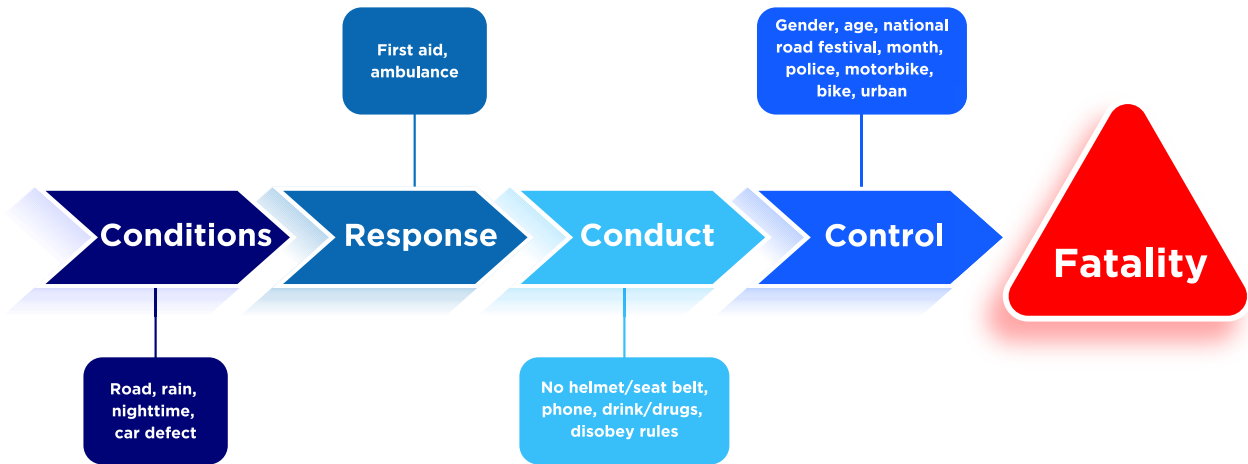 First aid,
ambulance
Gender, age, national
road festival, month,
police, motorbike,
bike, urban
Conditions
Response
Conduct
Control
Fatality
Road, rain,
nighttime,
car defect
No helmet/seat belt,
phone, drink/drugs,
disobey rules